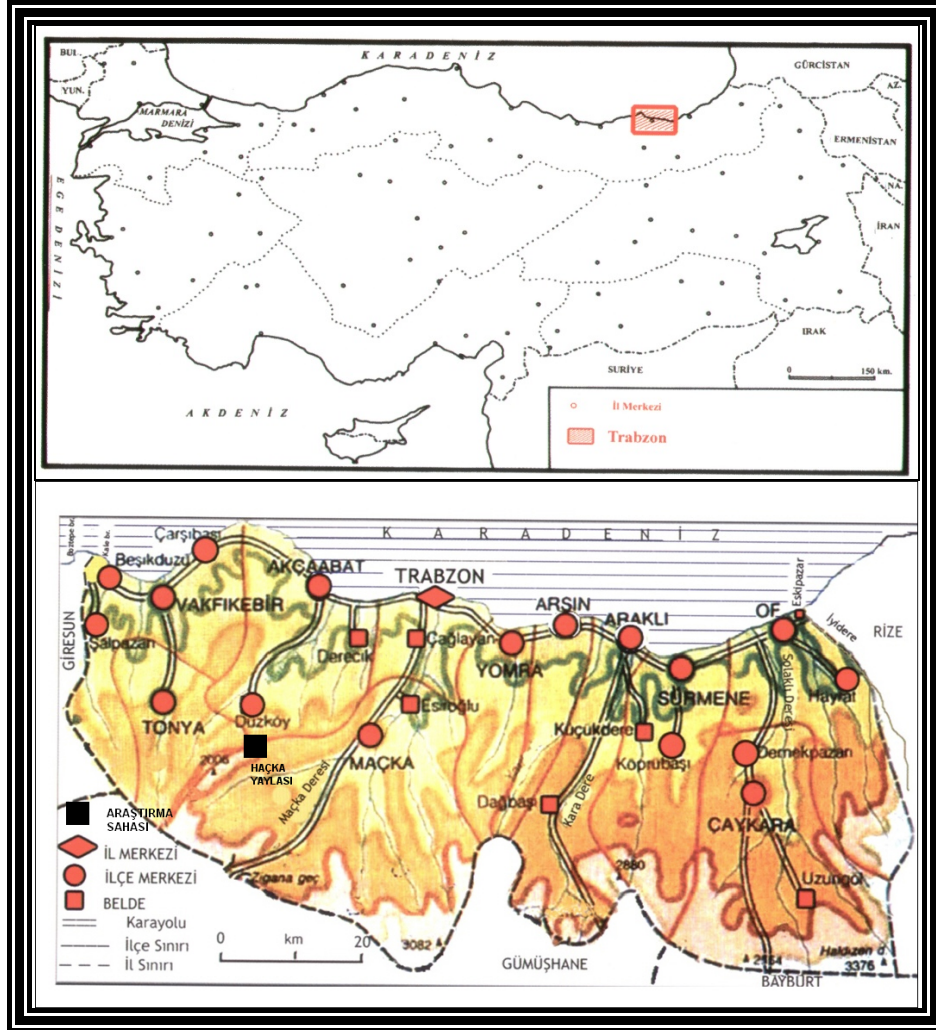 KARADENİZ
BUL.
YUN.
MARMARA
DENİZİ
GÜRCİSTAN
AZ.
ERMENİSTAN
NA.
İRAN
EGE DENİZİ
IRAK
SURİYE
0 150 km.
AKDENİZ
İl Merkezi
Trabzon
KARADENİZ
Çarşıbaşı
Beşikdüzü
AKÇAABAT
TRABZON
VAKFIKEBİR
Eskipazar
ARSIN
ARAKLI
OF
İyidere
RİZE
GİRESUN
Şalpazarı
Derecik
Çağlayan
YOMRA
SÜRMENE
Solaklı Deresi
Hayrat
TONYA
Düzköy
Esiroğlu
Küçükdere
Köprübaşı
Dernekpazarı
HAÇKA
YAYLASI
MAÇKA
Maçka Deresi
Dağbaşı
Kara Dere
ÇAYKARA
ARAŞTIRMA
SAHASI
İL MERKEZİ
İLÇE MERKEZİ
BELDE
Karayolu
İlçe Sınırı
İl Sınırı
Zigana geç
2880
Uzungöl
0 km 20
3082
GÜMÜŞHANE
Haldizen d.
3376
BAYBURT